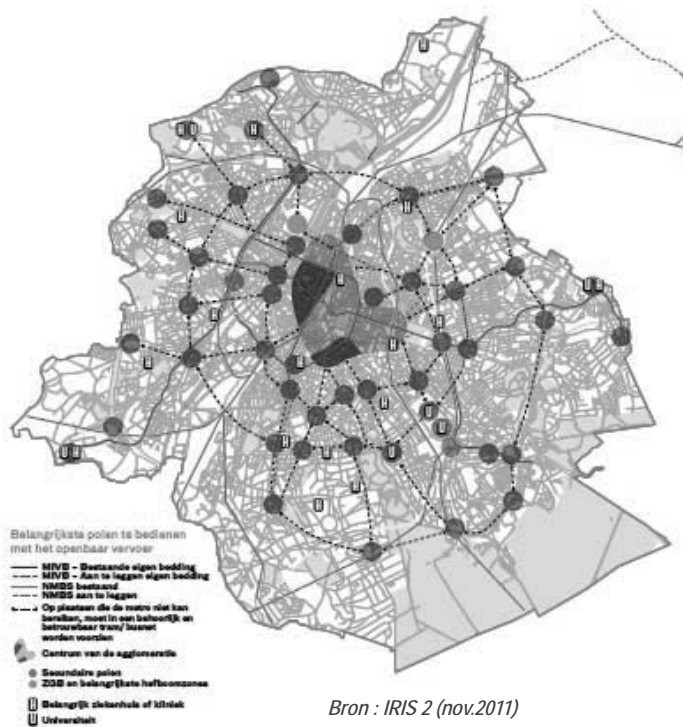 Belangrijkste polen te bedienen
met het openbaar vervoer
MIVB - Bestaande eigen bedding
MIVB - Aan te leggen eigen bedding
NMBS bestaand
NMBS aan te leggen
Op plaatsen die de metro niet kan
bereiken, moet in een behoorlijk en
betrouwbaar tram/busnet
worden voorzien
Centrum van de agglomeratie
Secundaire polen
ZGB en belangrijkste hefboomzones
H Belangrijk ziekenhuis of kliniek
U Universiteit
Bron : IRIS 2 (nov.2011)